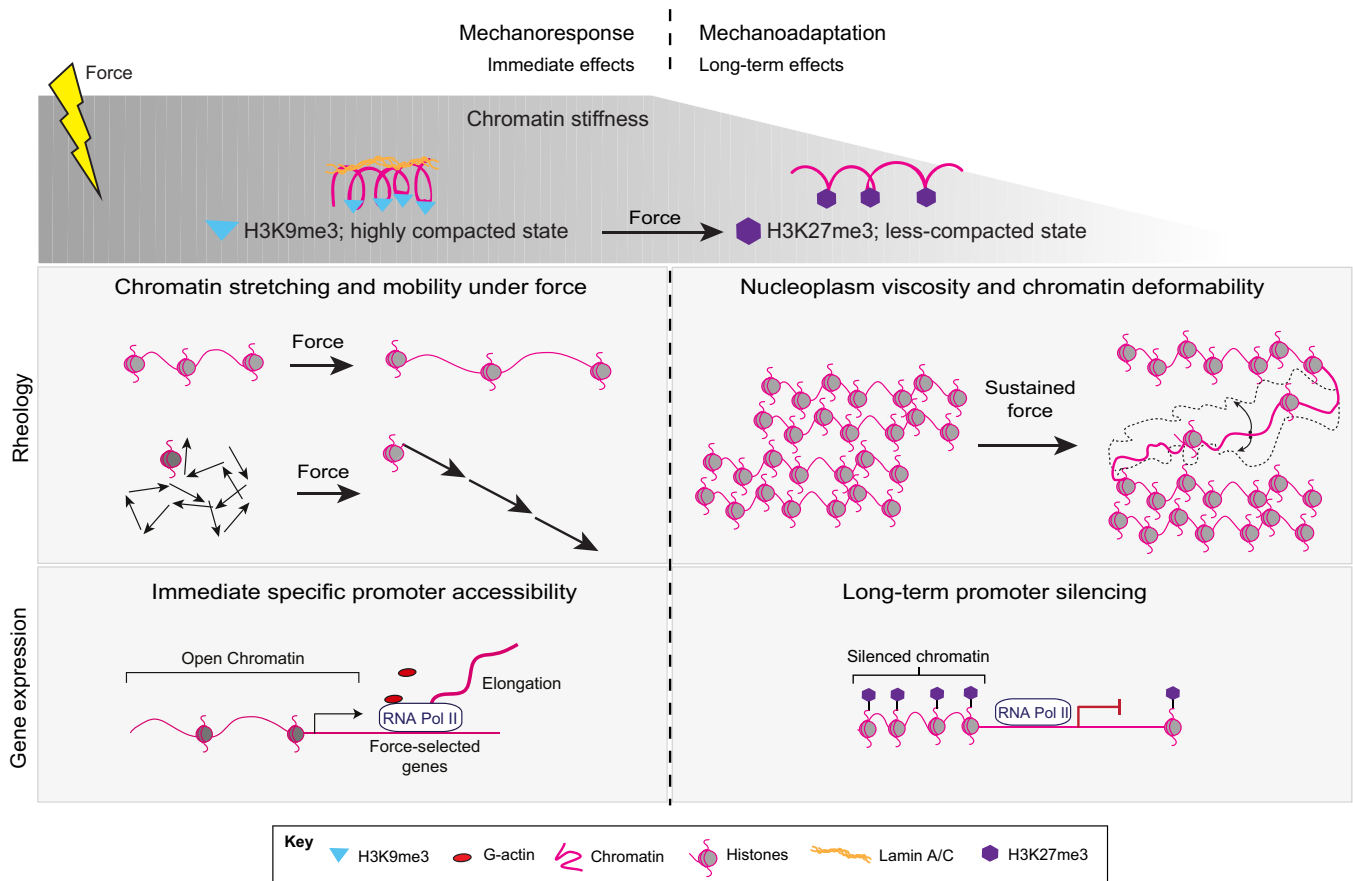 Mechanoresponse
Immediate effects
Mechanoadaptation
Long-term effects
Force
Chromatin stiffness
H3K9me3; highly compacted state
Force
H3K27me3; less-compacted state
Rheology
Chromatin stretching and mobility under force
Force
Force
Nucleoplasm viscosity and chromatin deformability
Sustained
force
Gene expression
Immediate specific promoter accessibility
Open Chromatin
Elongation
RNA Pol II
Force-selected
genes
Long-term promoter silencing
Silenced chromatin
RNA Pol II
Key
H3K9me3
G-actin
Chromatin
Histones
Lamin A/C
H3K27me3